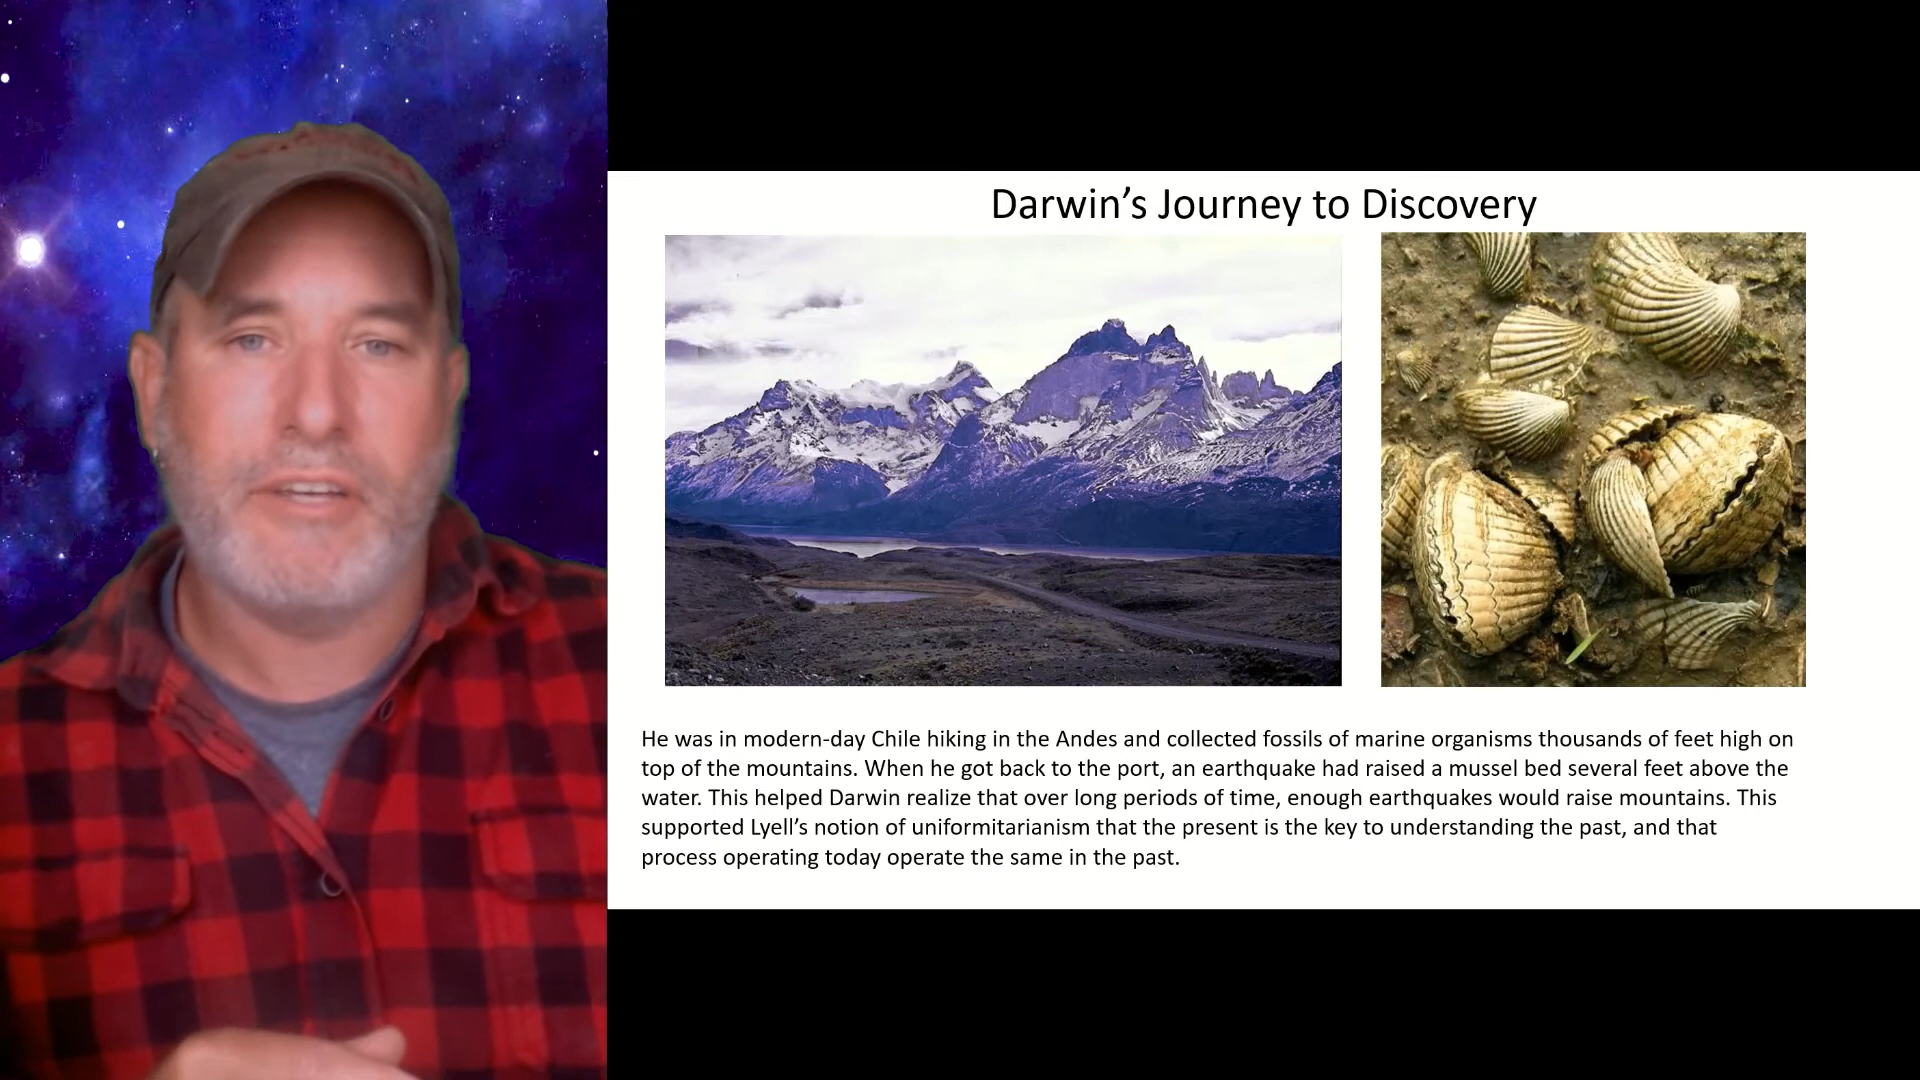 Darwin’s Journey to Discovery
He was in modern-day Chile hiking in the Andes and collected fossils of marine organisms thousands of feet high on
top of the mountains. When he got back to the port, an earthquake had raised a mussel bed several feet above the
water. This helped Darwin realize that over long periods of time, enough earthquakes would raise mountains. This
supported Lyell’s notion of uniformitarianism that the present is the key to understanding the past, and that
process operating today operate the same in the past.